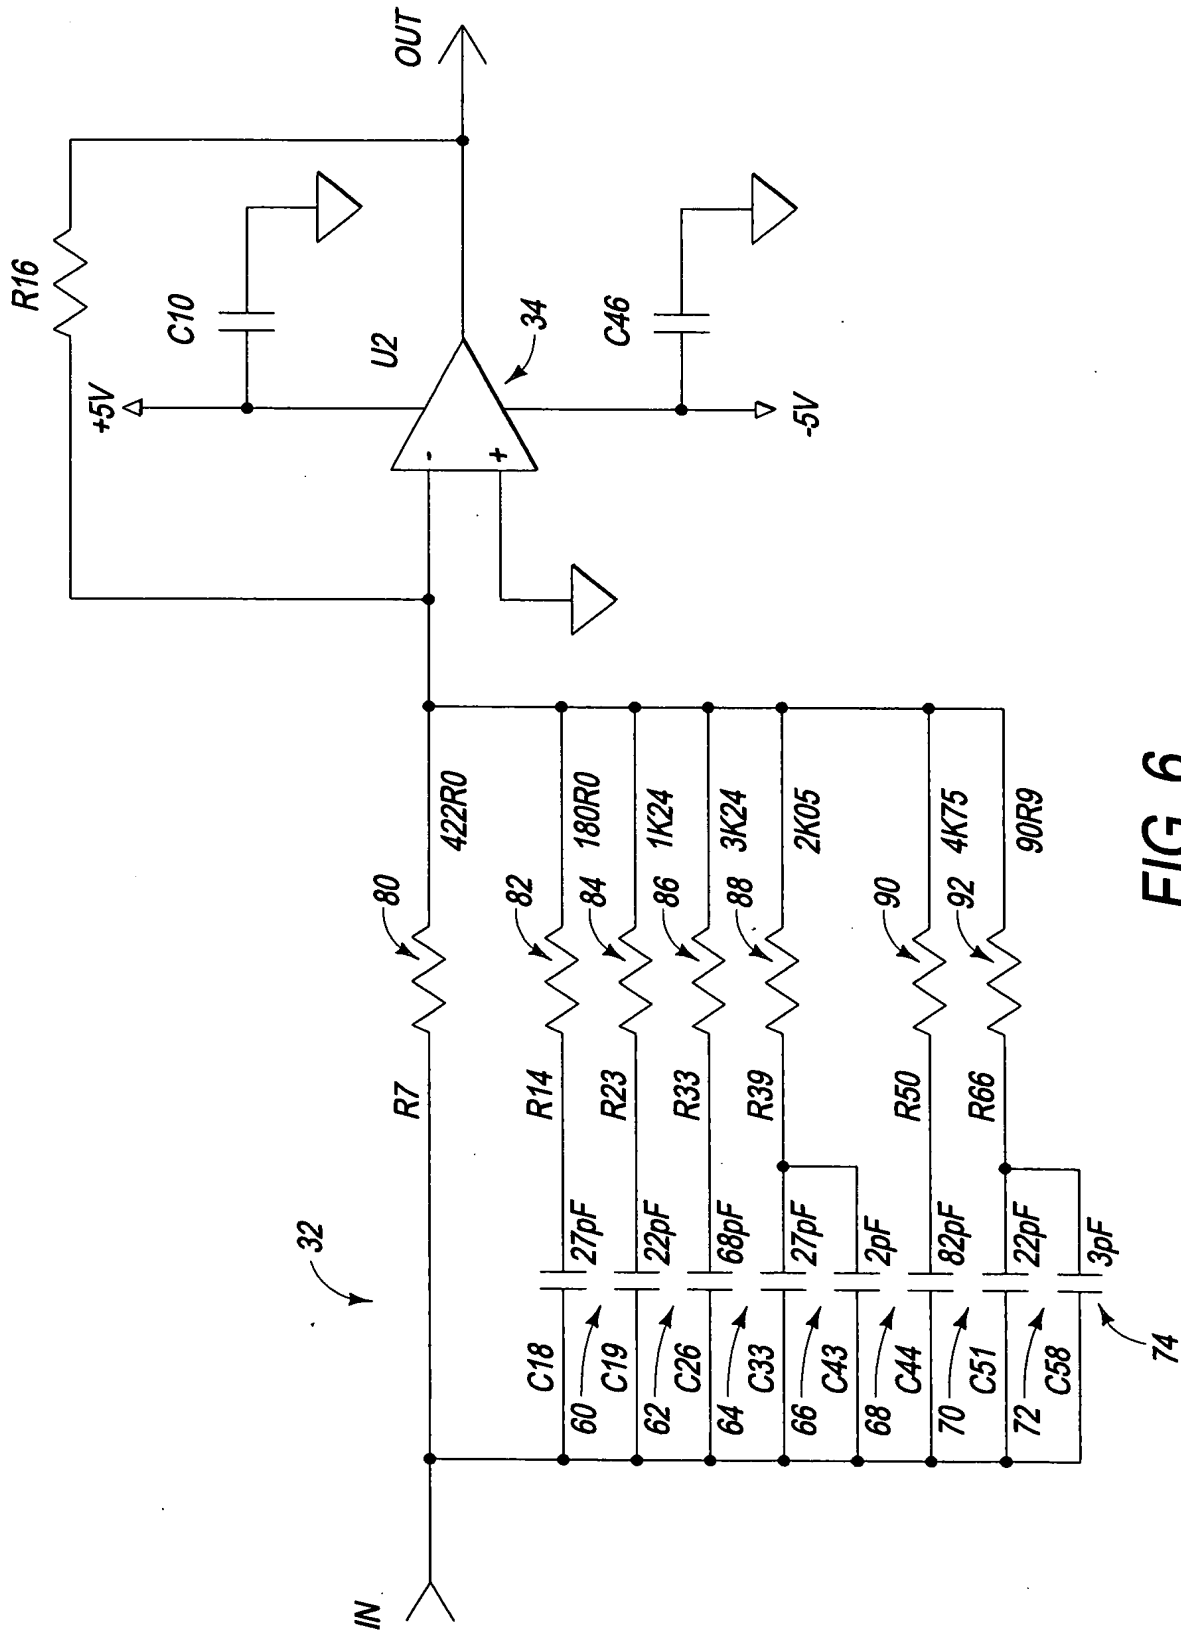 R16
OUT
+5V
C10
U2
34
C46
-5V
-
+
IN
32
R7
80
422R0
C18
27pF
R14
82
180R0
60
C19
22pF
R23
84
1K24
62
C26
68pF
R33
86
3K24
64
C33
27pF
R39
88
2K05
66
C43
2pF
68
C44
82pF
R50
90
4K75
70
C51
22pF
R66
92
90R9
72
C58
3pF
74
FIG 6